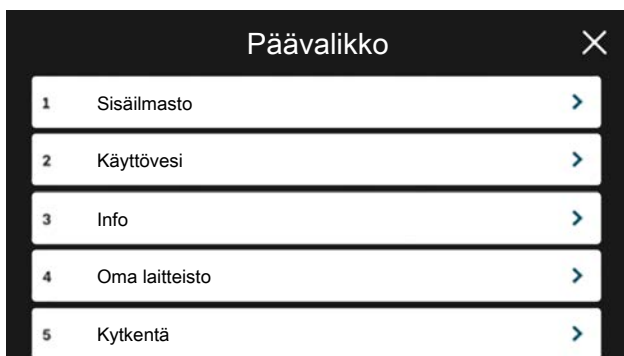 Päävalikko
1 Sisäilmasto
2 Käyttövesi
3 Info
4 Oma laitteisto
5 Kytkentä